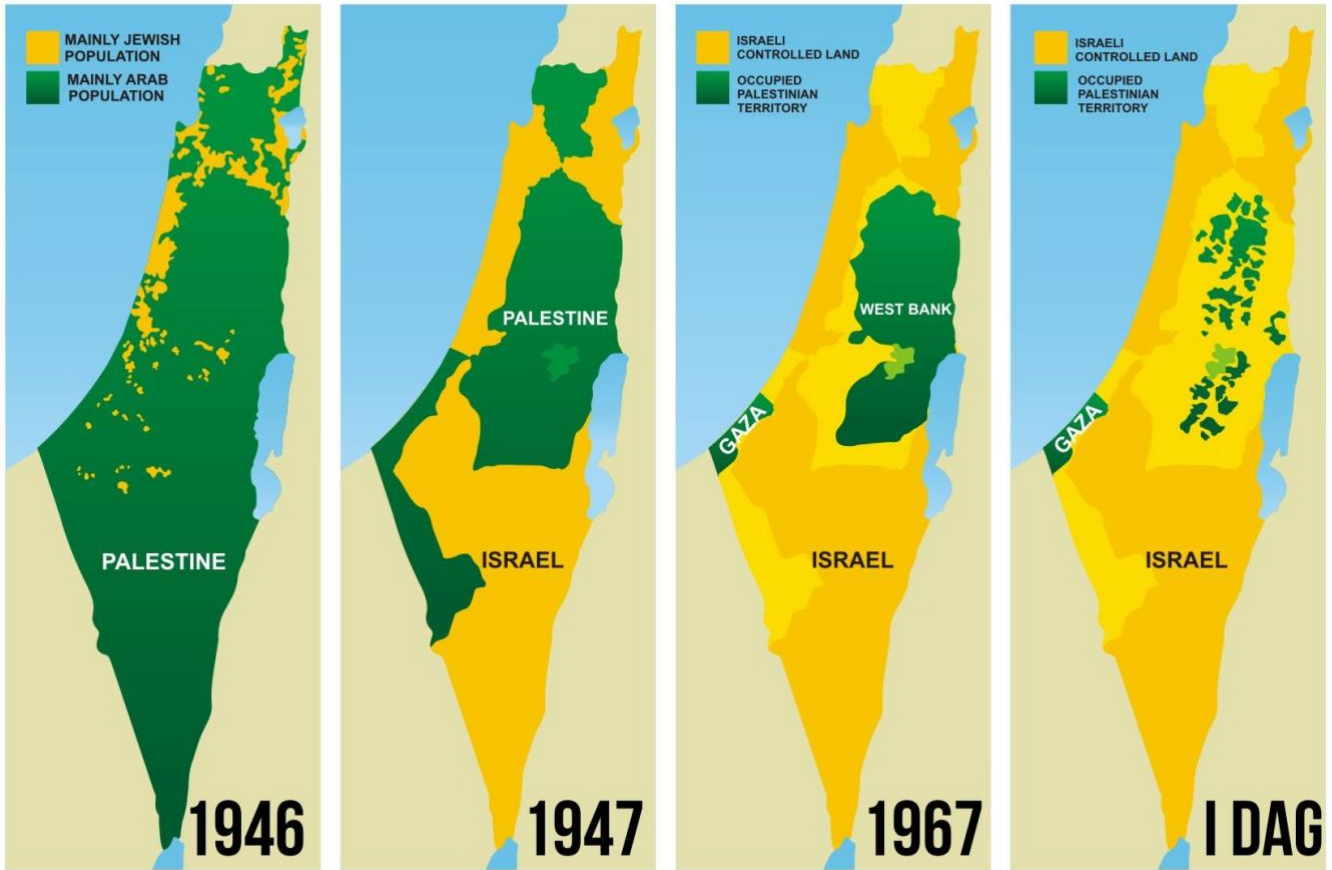 MAINLY JEWISH
POPULATION
MAINLY ARAB
POPULATION
PALESTINE
1946
PALESTINE
ISRAEL
1947
ISRAELI
CONTROLLED LAND
OCCUPIED
PALESTINIAN
TERRITORY
WEST BANK
GAZA
ISRAEL
1967
ISRAELI
CONTROLLED LAND
OCCUPIED
PALESTINIAN
TERRITORY
GAZA
ISRAEL
I DAG